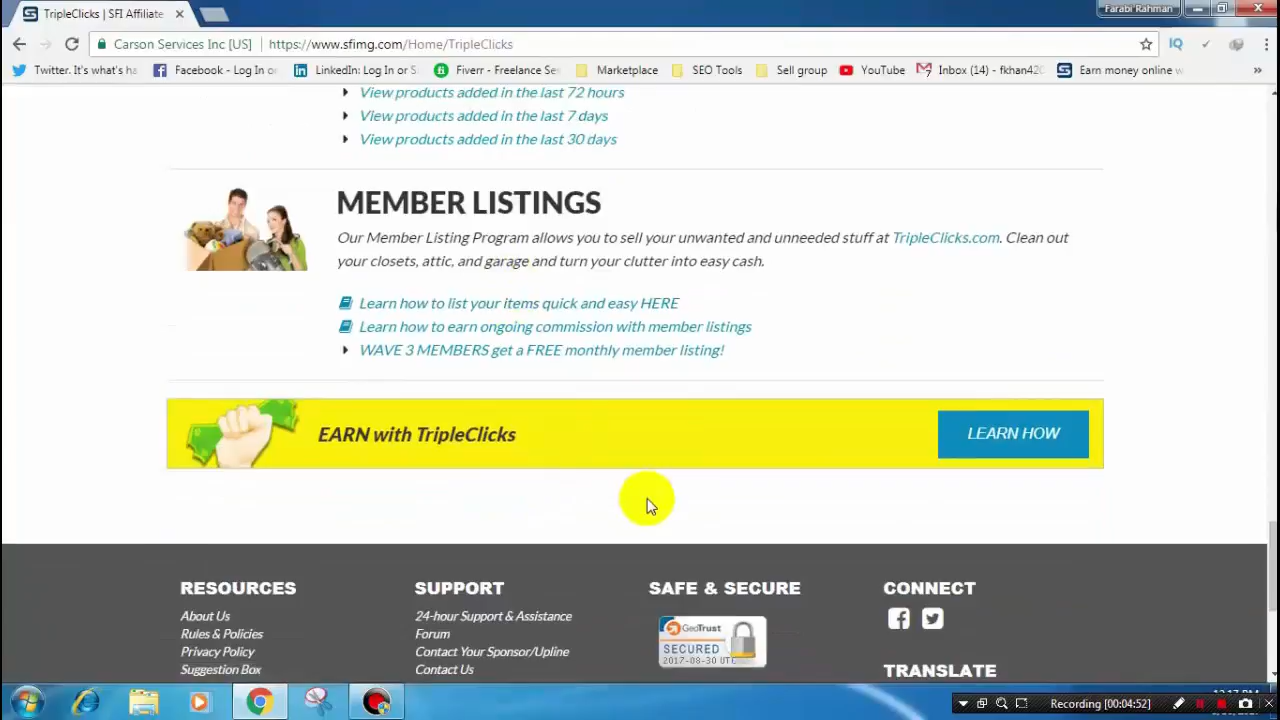 TripleClicks | SFI Affiliate
Farabi Rahman
Carson Services Inc [US] | https://www.sfimg.com/Home/TripleClicks
Twitter. It's what's ha
Facebook - Log In or
LinkedIn: Log In or S
Fiverr - Freelance Se
Marketplace
SEO Tools
Sell group
YouTube
Inbox (14) - fkhan420
Earn money online w
View products added in the last 72 hours
View products added in the last 7 days
View products added in the last 30 days
MEMBER LISTINGS
Our Member Listing Program allows you to sell your unwanted and unneeded stuff at TripleClicks.com. Clean out
your closets, attic, and garage and turn your clutter into easy cash.
Learn how to list your items quick and easy HERE
Learn how to earn ongoing commission with member listings
WAVE 3 MEMBERS get a FREE monthly member listing!
EARN with TripleClicks
LEARN HOW
RESOURCES
About Us
Rules & Policies
Privacy Policy
Suggestion Box
SUPPORT
24-hour Support & Assistance
Forum
Contact Your Sponsor/Upline
Contact Us
SAFE & SECURE
GeoTrust
SECURED
2017-08-30 UTC
CONNECT
TRANSLATE
Recording [00:04:52]